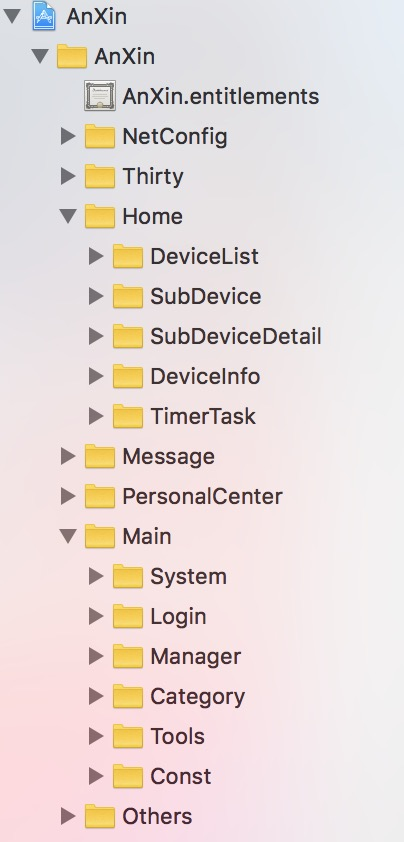 AnXin
AnXin
AnXin.entitlements
NetConfig
Thirty
Home
DeviceList
SubDevice
SubDeviceDetail
DeviceInfo
TimerTask
Message
PersonalCenter
Main
System
Login
Manager
Category
Tools
Const
Others